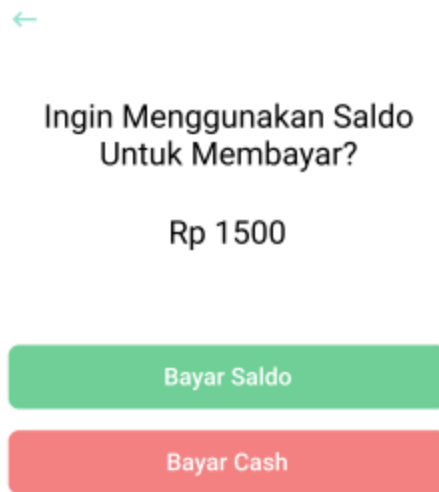 Ingin Menggunakan Saldo
Untuk Membayar?
Rp 1500
Bayar Saldo
Bayar Cash